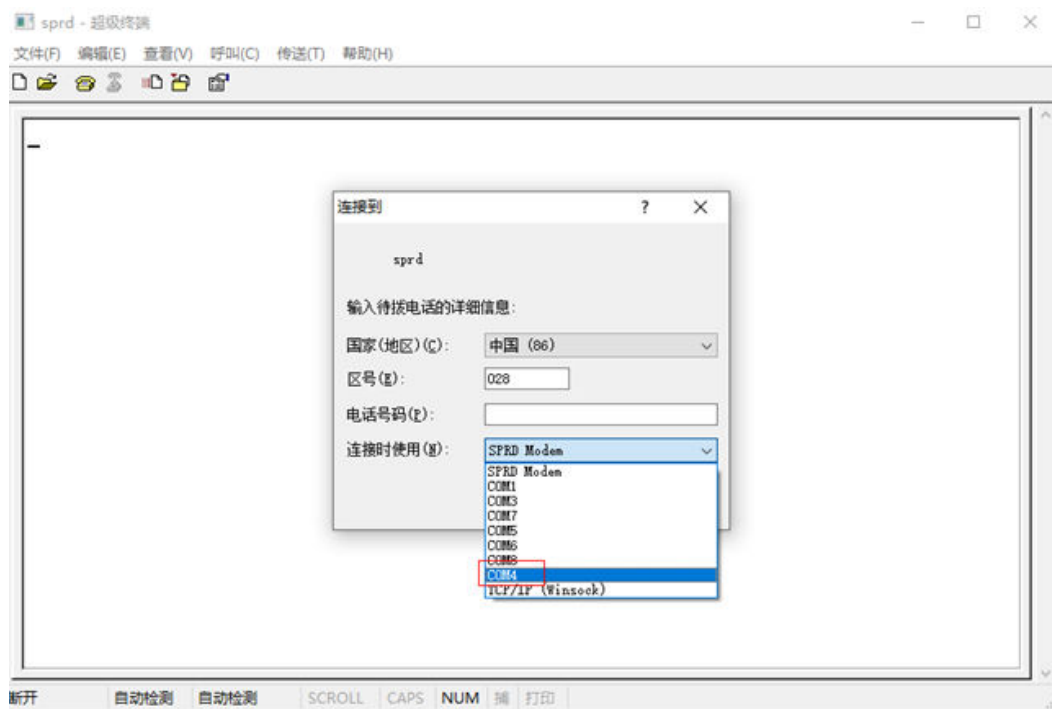 sprd - 超级终端
文件(F) 编辑(E) 查看(V) 呼叫(C) 传送(T) 帮助(H)
连接到
sprd
输入待拨电话的详细信息:
国家(地区)(C): 中国 (86)
区号(E): 028
电话号码(P):
连接时使用(N): SPRD Modem
SPRD Modem
COM1
COM3
COM7
COM5
COM6
COM8
COM4
TCP/IP (Winsock)
断开 自动检测 自动检测 SCROLL CAPS NUM 捕 打印